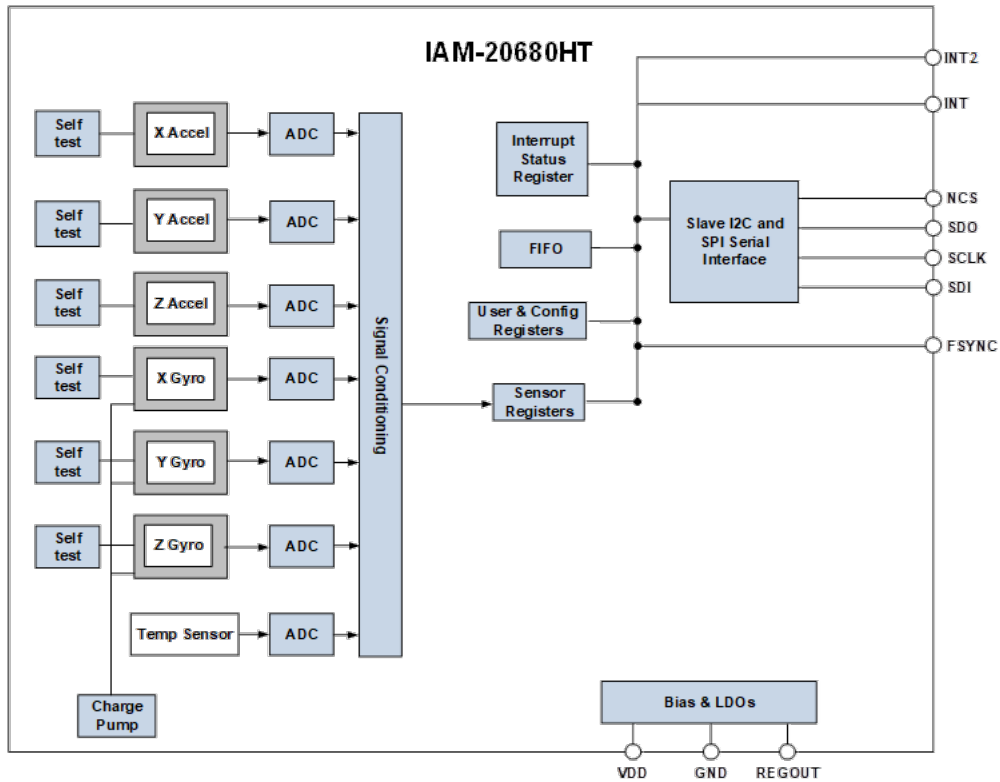 IAM-20680HT
INT2
INT
Self
test
X Accel
ADC
Interrupt
Status
Register
Self
test
Y Accel
ADC
NCS
SDO
SCLK
SDI
Slave I2C and
SPI Serial
Interface
FIFO
Self
test
Z Accel
ADC
User & Config
Registers
FSYNC
Self
test
X Gyro
ADC
Signal Conditioning
Sensor
Registers
Self
test
Y Gyro
ADC
Self
test
Z Gyro
ADC
Temp Sensor
ADC
Charge
Pump
Bias & LDOs
VDD
GND
REGOUT